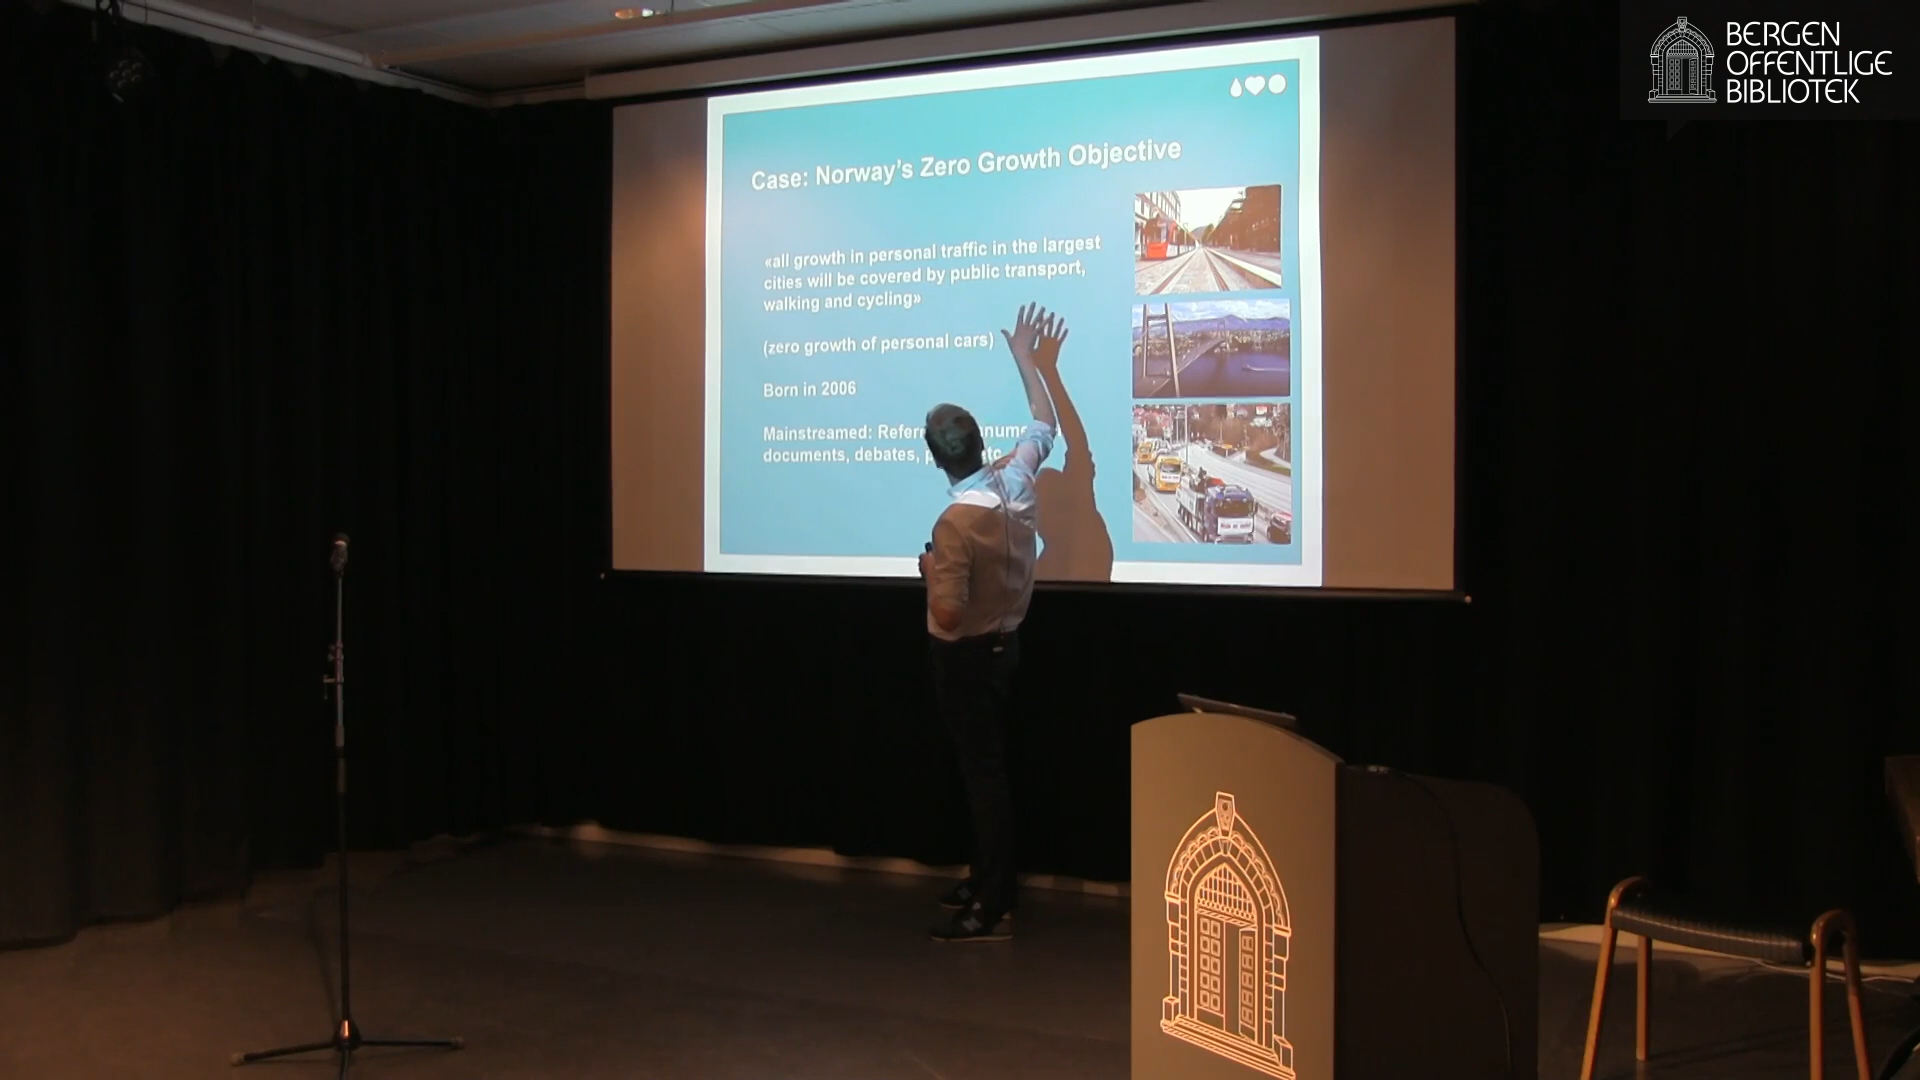 BERGEN
OFFENTLIGE
BIBLIOTEK
Case: Norway's Zero Growth Objective
«all growth in personal traffic in the largest
cities will be covered by public transport,
walking and cycling»
(zero growth of personal cars)
Born in 2006
Mainstreamed:
documents, debates, etc